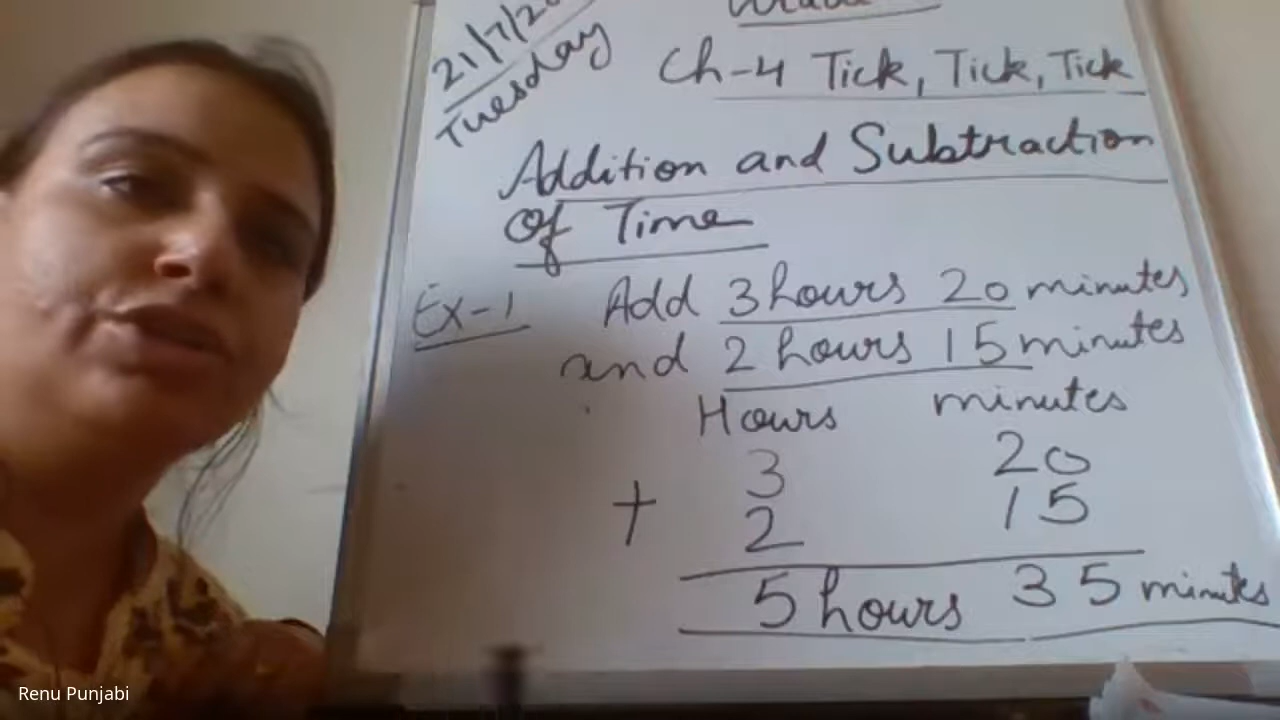 21/7/20
Tuesday
Ch-4 Tick, Tick, Tick
Addition and Subtraction
of Time
Ex-1 Add 3 hours 20 minutes
and 2 hours 15 minutes
Hours minutes
3 20
+ 2 15
5 hours 35 minutes
Renu Punjabi